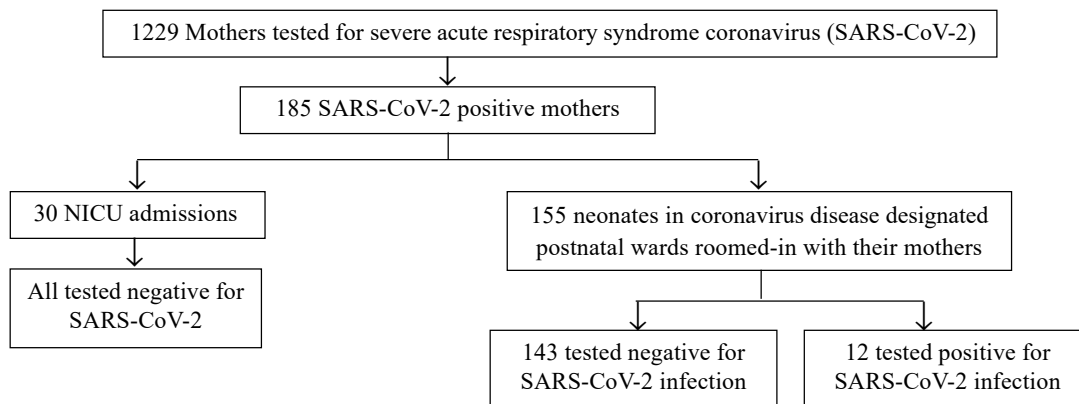 1229 Mothers tested for severe acute respiratory syndrome coronavirus (SARS-CoV-2)
185 SARS-CoV-2 positive mothers
30 NICU admissions
155 neonates in coronavirus disease designated
postnatal wards roomed-in with their mothers
All tested negative for
SARS-CoV-2
143 tested negative for
SARS-CoV-2 infection
12 tested positive for
SARS-CoV-2 infection